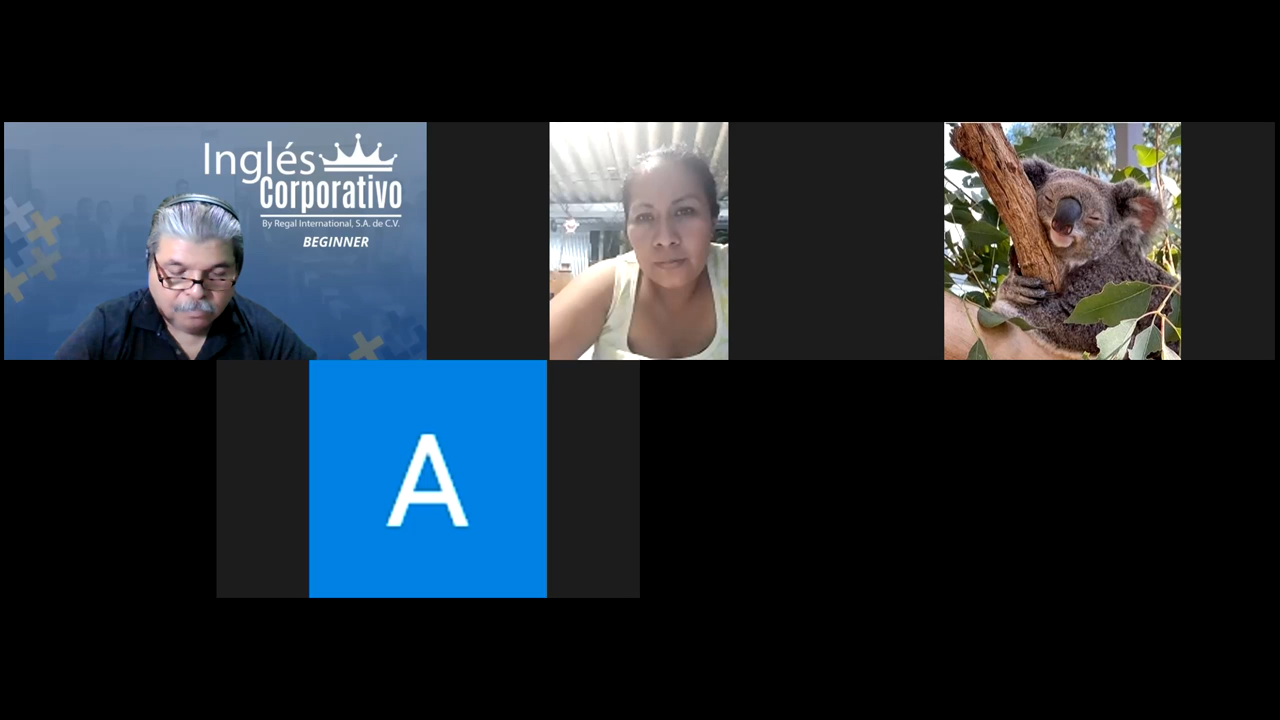 Inglés
Corporativo
By Regal International, S.A. de C.V.
BEGINNER
A